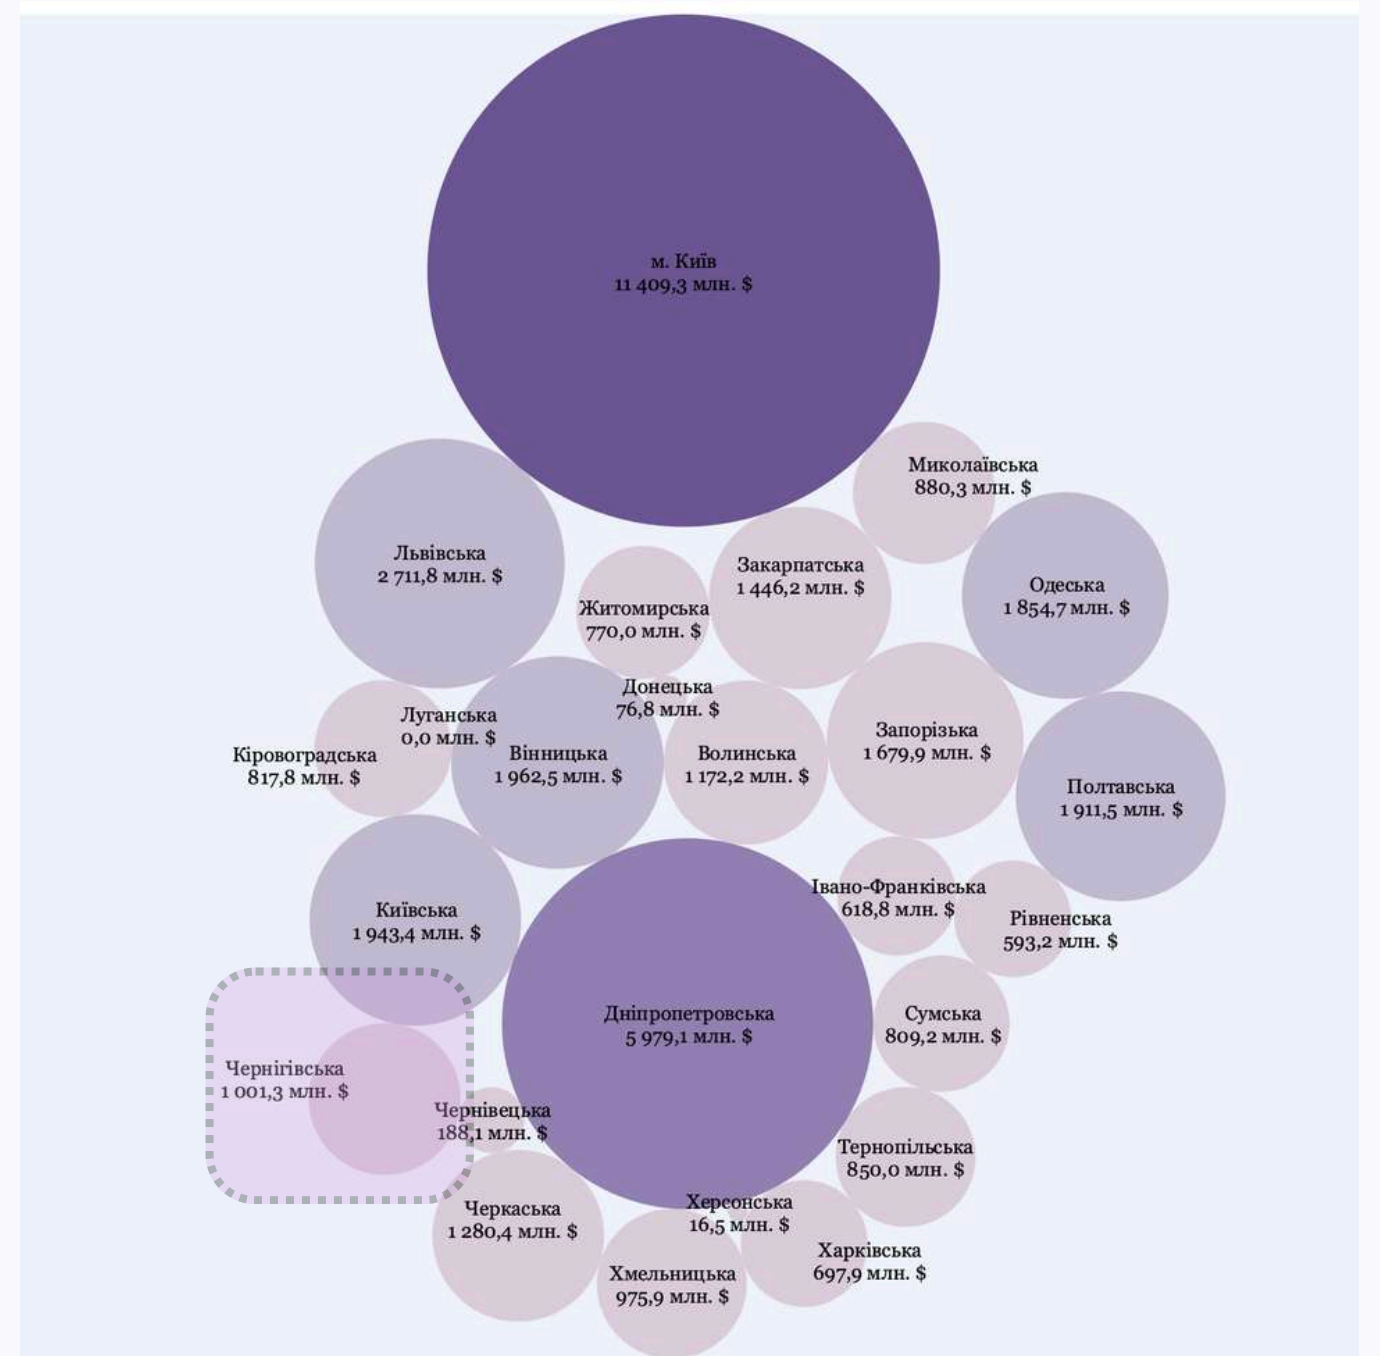 м. Київ
11 409,3 млн. $
Миколаївська
880,3 млн. $
Львівська
2 711,8 млн. $
Закарпатська
1 446,2 млн. $
Одеська
1 854,7 млн. $
Житомирська
770,0 млн. $
Донецька
76,8 млн. $
Луганська
0,0 млн. $
Кіровоградська
817,8 млн. $
Вінницька
1 962,5 млн. $
Волинська
1 172,2 млн. $
Запорізька
1 679,9 млн. $
Полтавська
1 911,5 млн. $
Івано-Франківська
618,8 млн. $
Рівненська
593,2 млн. $
Київська
1 943,4 млн. $
Дніпропетровська
5 979,1 млн. $
Сумська
809,2 млн. $
Чернігівська
1 001,3 млн. $
Чернівецька
188,1 млн. $
Тернопільська
850,0 млн. $
Черкаська
1 280,4 млн. $
Херсонська
16,5 млн. $
Харківська
697,9 млн. $
Хмельницька
975,9 млн. $